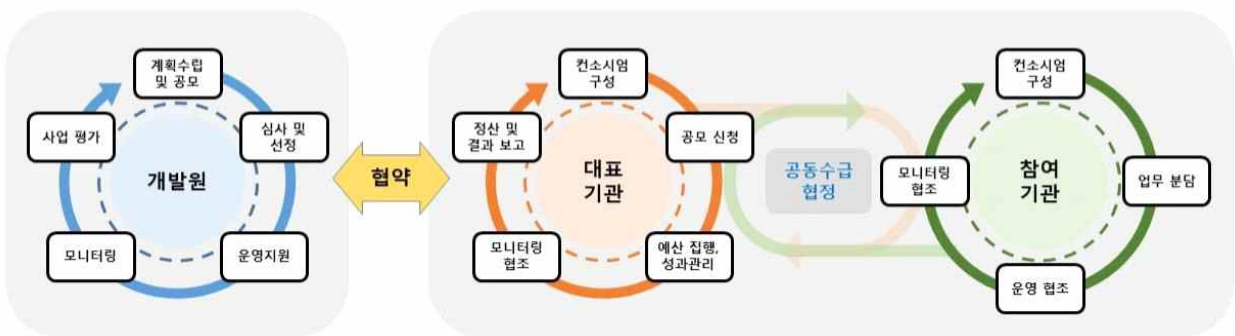 계획수립
및 공모
심사 및
선정
운영지원
모니터링
사업 평가
개발원
협약
컨소시엄
구성
공모 신청
예산 집행,
성과관리
모니터링
협조
정산 및
결과 보고
대표
기관
공동수급
협정
컨소시엄
구성
업무 분담
운영 협조
모니터링
협조
참여
기관